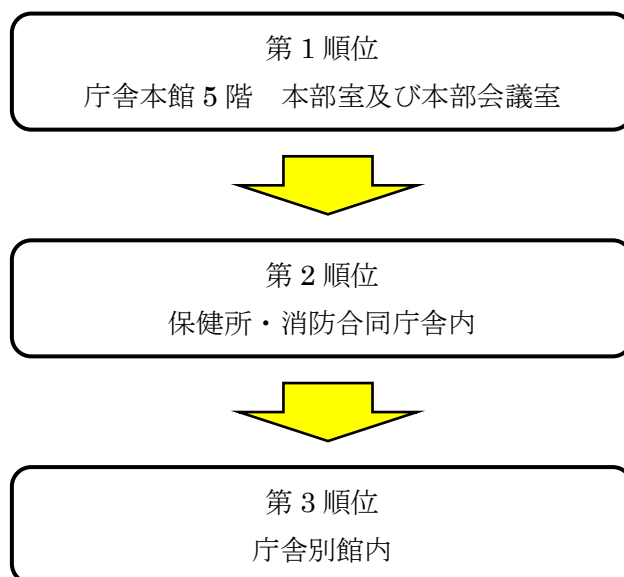 第 1 順位
庁舎本館 5 階　本部室及び本部会議室
第 2 順位
保健所・消防合同庁舎内
第 3 順位
庁舎別館内